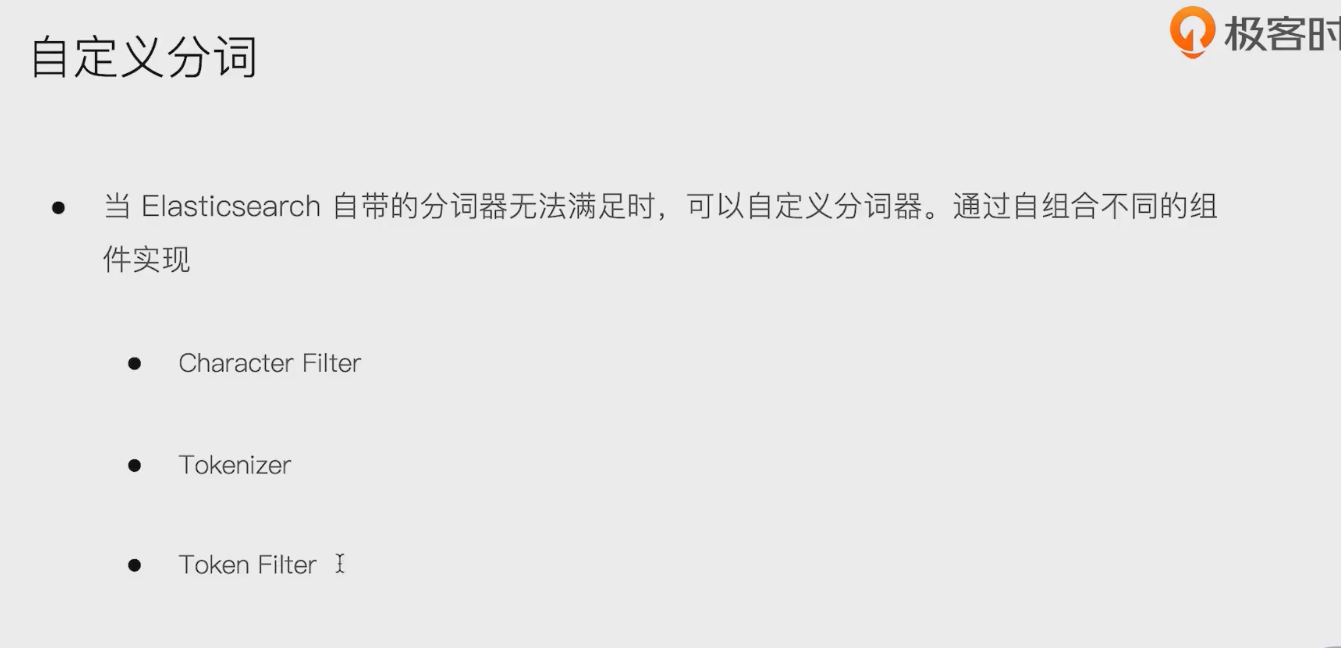 自定义分词
极客时
当 Elasticsearch 自带的分词器无法满足时，可以自定义分词器。通过自组合不同的组
件实现
Character Filter
Tokenizer
Token Filter